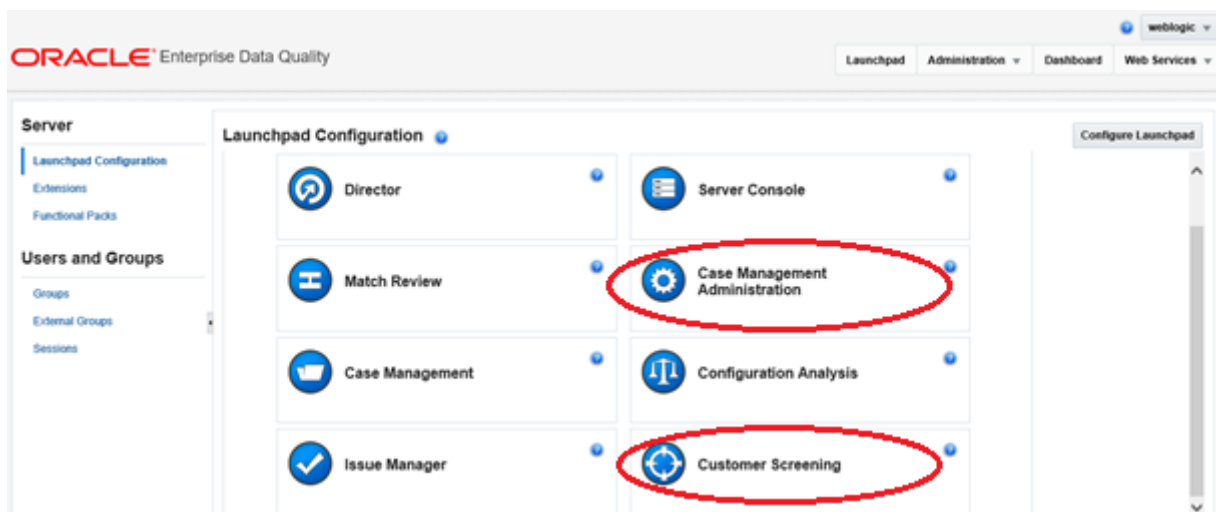 weblogic
ORACLE Enterprise Data Quality
Launchpad Administration Dashboard Web Services
Server
Launchpad Configuration
Extensions
Functional Packs
Users and Groups
Groups
External Groups
Sessions
Launchpad Configuration
Configure Launchpad
Director
Server Console
Match Review
Case Management
Administration
Case Management
Configuration Analysis
Issue Manager
Customer Screening